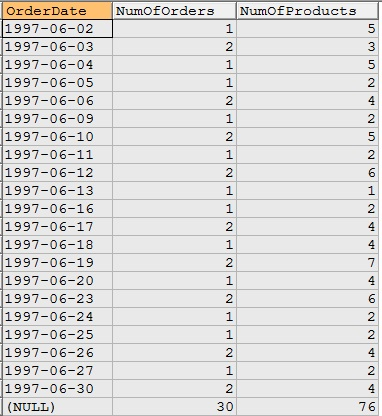 OrderDate NumOfOrders NumOfProducts
1997-06-02 1 5
1997-06-03 2 3
1997-06-04 1 5
1997-06-05 1 2
1997-06-06 2 4
1997-06-09 1 2
1997-06-10 2 5
1997-06-11 1 2
1997-06-12 2 6
1997-06-13 1 1
1997-06-16 1 2
1997-06-17 2 4
1997-06-18 1 4
1997-06-19 2 7
1997-06-20 1 4
1997-06-23 2 6
1997-06-24 1 2
1997-06-25 1 2
1997-06-26 2 4
1997-06-27 1 2
1997-06-30 2 4
(NULL) 30 76